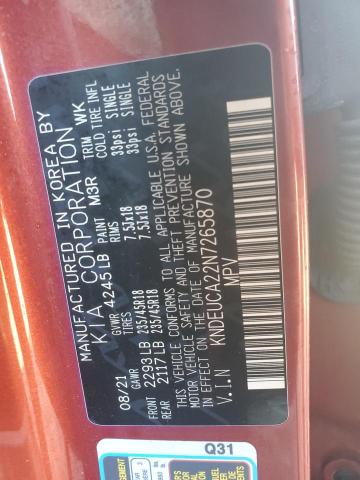 MANUFACTURED IN KOREA BY
KIA CORPORATION
08/21 GVWR 4245LB PAINT M3R TRIM WK
GAWR TIRES RIMS COLD TIRE INFL
FRONT 2293LB 235/45R18 7.5Jx18 33psi SINGLE
REAR 2117LB 235/45R18 7.5Jx18 33psi SINGLE
THIS VEHICLE CONFORMS TO ALL APPLICABLE U.S.A. FEDERAL
MOTOR VEHICLE SAFETY AND THEFT PREVENTION STANDARDS
IN EFFECT ON THE DATE OF MANUFACTURE SHOWN ABOVE.
V.I.N KNDEUCA22N7265870
MPV
Q31